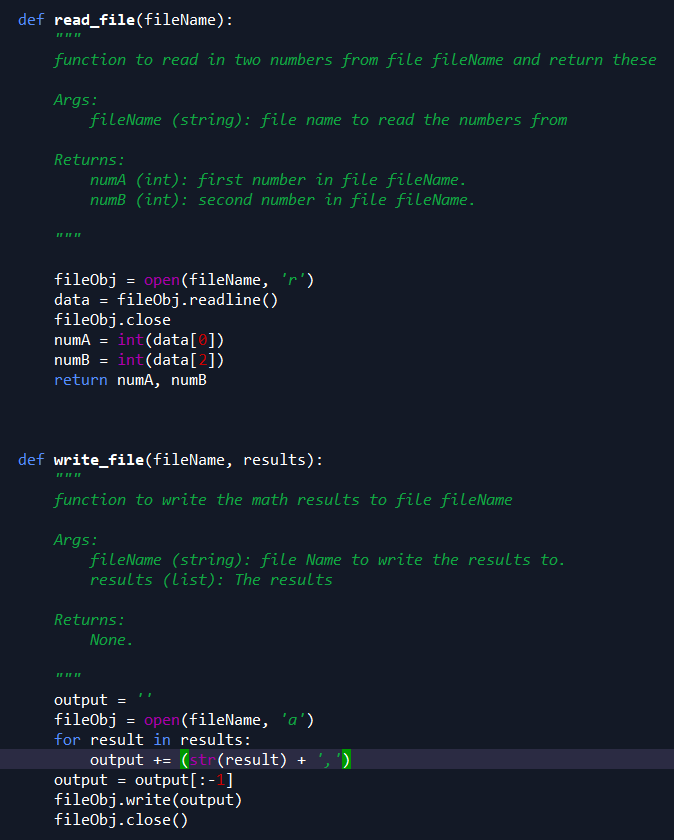 def read_file(fileName):
    """
    function to read in two numbers from file fileName and return these

    Args:
        fileName (string): file name to read the numbers from

    Returns:
        numA (int): first number in file fileName.
        numB (int): second number in file fileName.

    """

    fileObj = open(fileName, 'r')
    data = fileObj.readline()
    fileObj.close
    numA = int(data[0])
    numB = int(data[2])
    return numA, numB

def write_file(fileName, results):
    """
    function to write the math results to file fileName

    Args:
        fileName (string): file Name to write the results to.
        results (list): The results

    Returns:
        None.

    """
    output = ''
    fileObj = open(fileName, 'a')
    for result in results:
        output += (str(result) + ',')
    output = output[:-1]
    fileObj.write(output)
    fileObj.close()